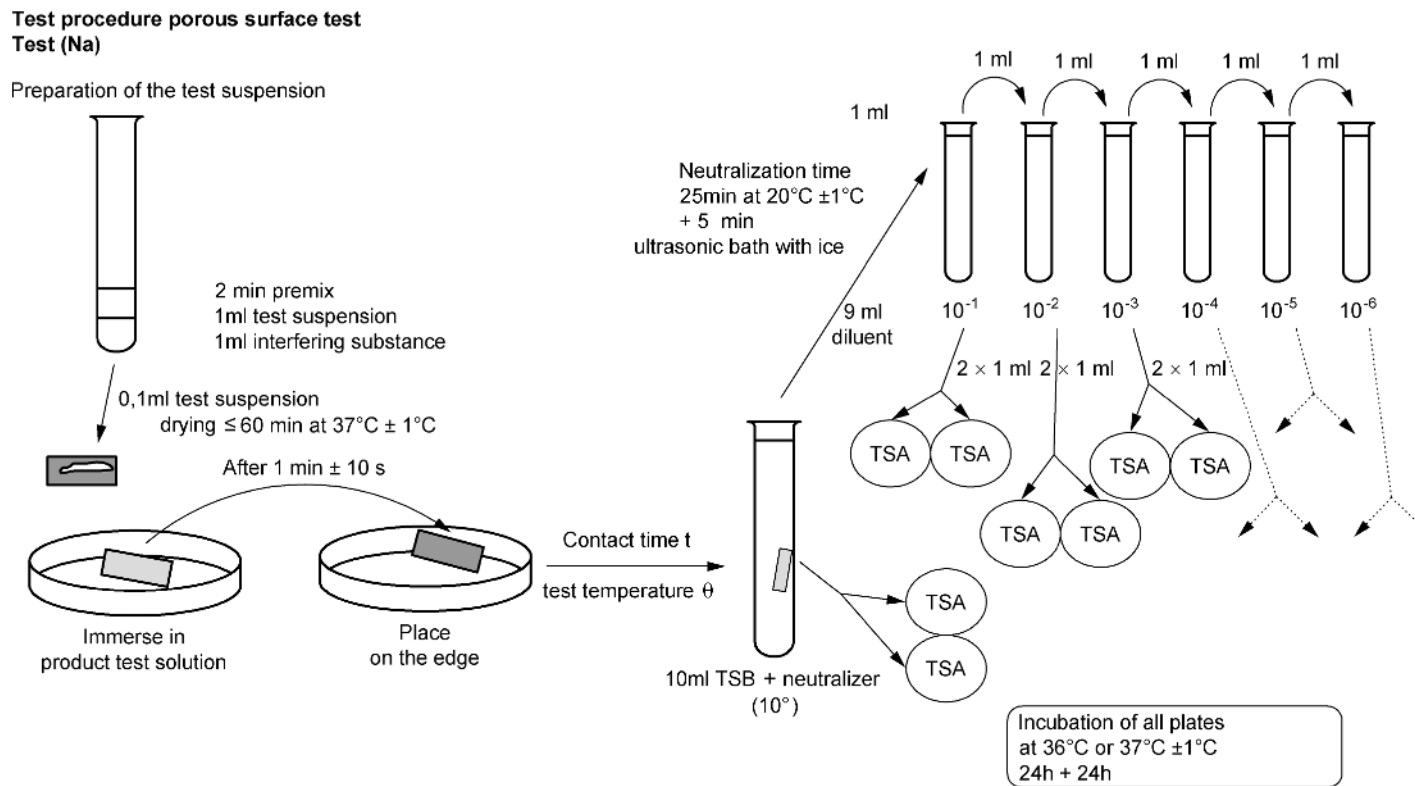 Test procedure porous surface test
Test (Na)
Preparation of the test suspension
2 min premix
1ml test suspension
1ml interfering substance
0,1ml test suspension
drying ≤ 60 min at 37°C ± 1°C
After 1 min ± 10 s
Immerse in
product test solution
Place
on the edge
Contact time t
test temperature θ
10ml TSB + neutralizer
(10°)
TSA
TSA
9 ml
diluent
Neutralization time
25min at 20°C ±1°C
+ 5 min
ultrasonic bath with ice
1 ml
1 ml
1 ml
1 ml
1 ml
1 ml
10⁻¹
10⁻²
10⁻³
10⁻⁴
10⁻⁵
10⁻⁶
2 × 1 ml
2 × 1 ml
2 × 1 ml
TSA
TSA
TSA
TSA
TSA
TSA
Incubation of all plates
at 36°C or 37°C ±1°C
24h + 24h